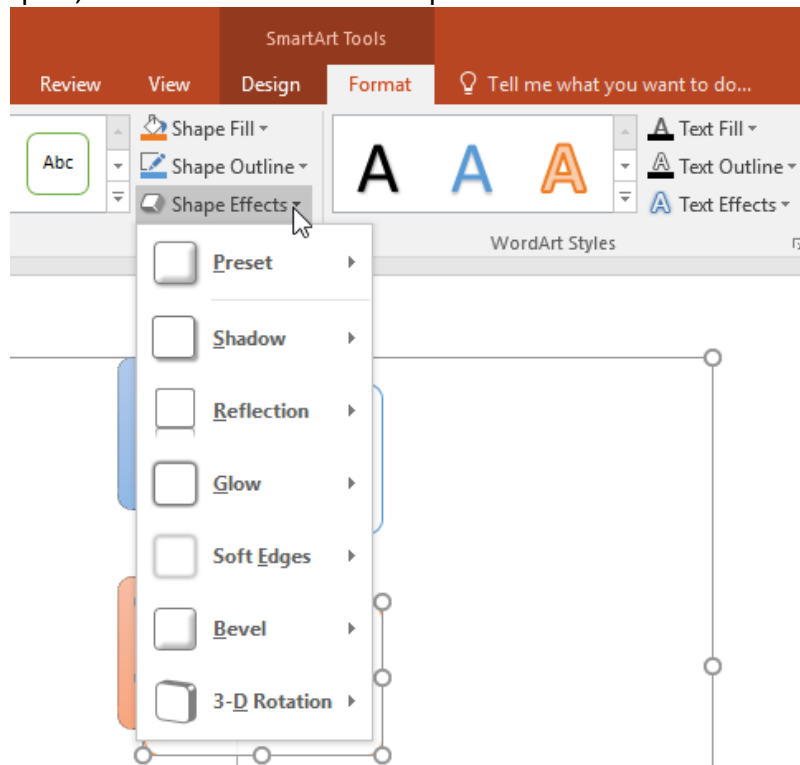 SmartArt Tools
Review View Design Format Tell me what you want to do...
Abc
Shape Fill
Shape Outline
Shape Effects
A A A
A Text Fill
A Text Outline
A Text Effects
WordArt Styles
Preset
Shadow
Reflection
Glow
Soft Edges
Bevel
3-D Rotation